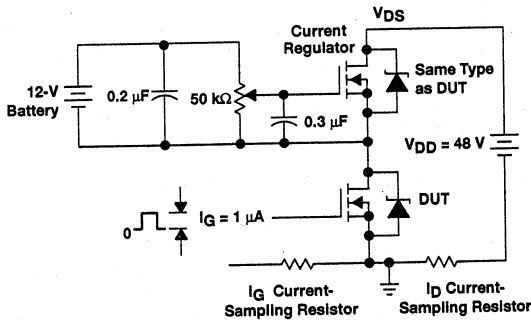 VDS
Current
Regulator
12-V
Battery
0.2 μF
50 kΩ
0.3 μF
Same Type
as DUT
VDD = 48 V
DUT
0
IG = 1 μA
IG Current-
Sampling Resistor
ID Current-
Sampling Resistor